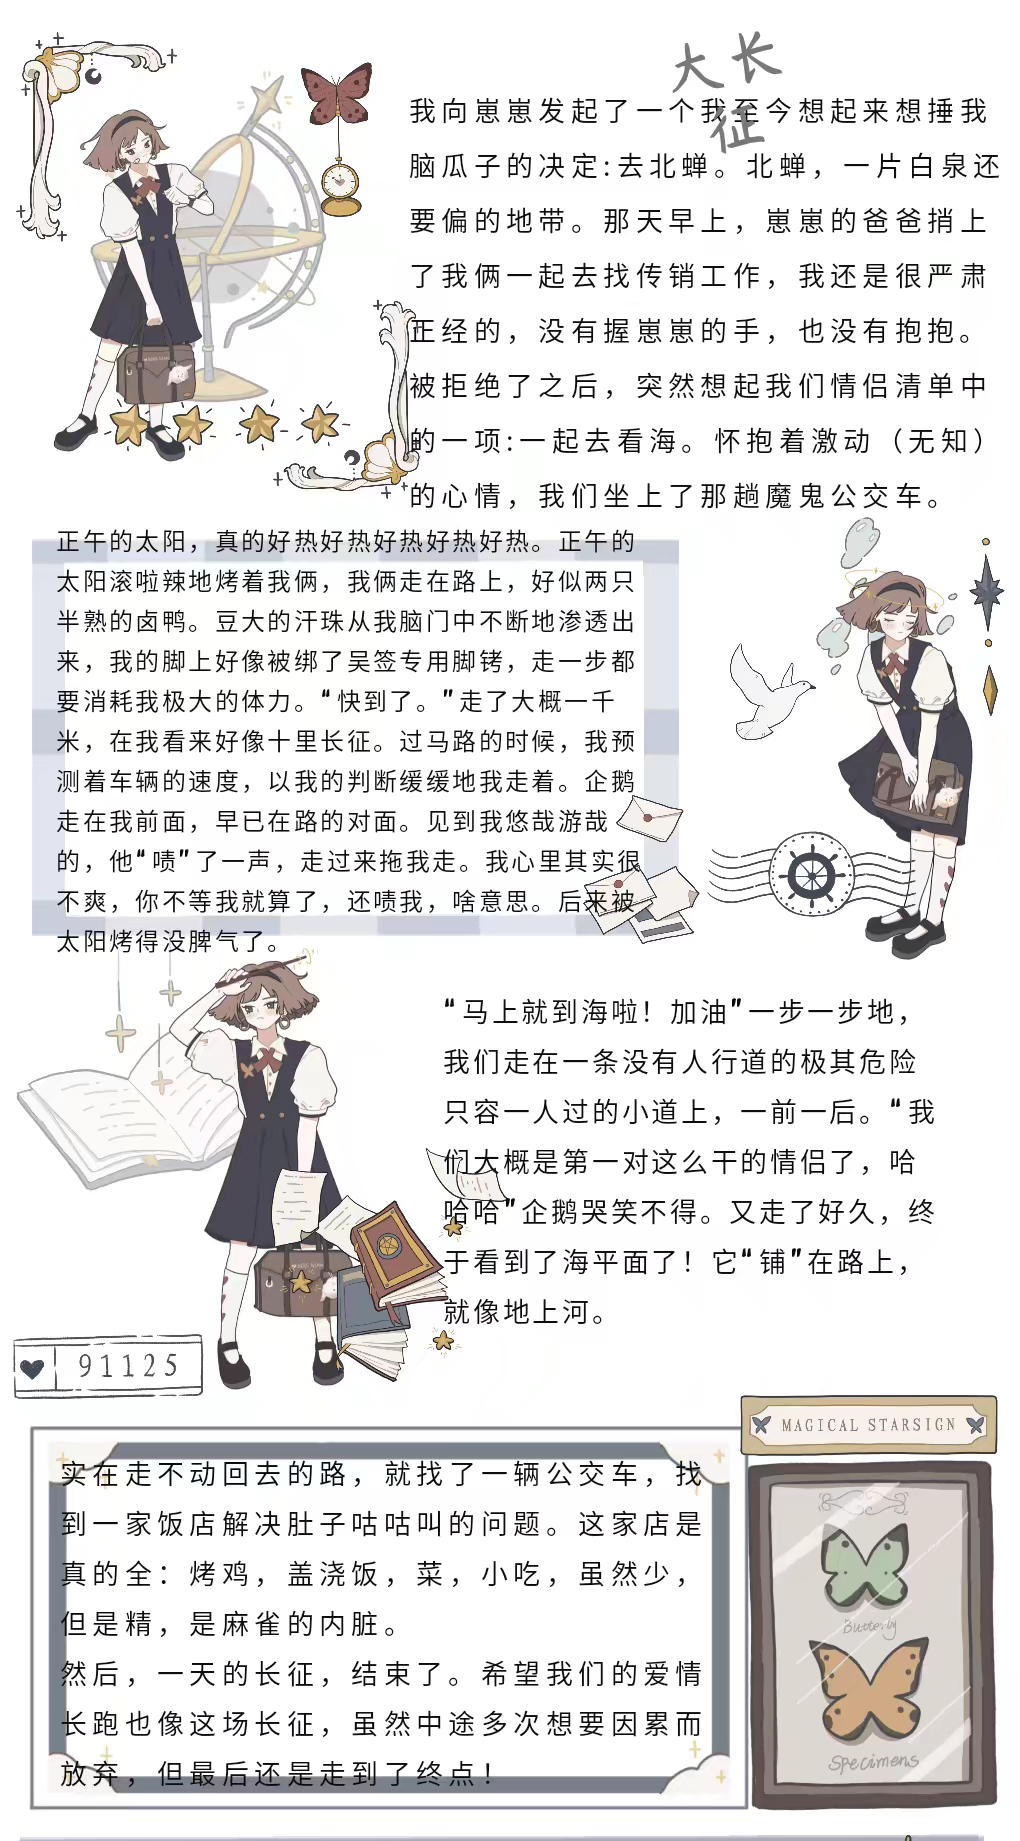 大长
征
我向崽崽发起了一个我至今想起来想捶我
脑瓜子的决定:去北蝉。北蝉，一片白泉还
要偏的地带。那天早上，崽崽的爸爸捎上
了我俩一起去找传销工作，我还是很严肃
正经的，没有握崽崽的手，也没有抱抱。
被拒绝了之后，突然想起我们情侣清单中
的一项:一起去看海。怀抱着激动（无知）
的心情，我们坐上了那趟魔鬼公交车。
正午的太阳，真的好热好热好热好热好热。正午的
太阳滚啦辣地烤着我俩，我俩走在路上，好似两只
半熟的卤鸭。豆大的汗珠从我脑门中不断地渗透出
来，我的脚上好像被绑了吴签专用脚铐，走一步都
要消耗我极大的体力。“快到了。”走了大概一千
米，在我看来好像十里长征。过马路的时候，我预
测着车辆的速度，以我的判断缓缓地我走着。企鹅
走在我前面，早已在路的对面。见到我悠哉游哉
的，他“啧”了一声，走过来拖我走。我心里其实很
不爽，你不等我就算了，还啧我，啥意思。后来被
太阳烤得没脾气了。
“马上就到海啦！加油”一步一步地，
我们走在一条没有人行道的极其危险
只容一人过的小道上，一前一后。“我
们大概是第一对这么干的情侣了，哈
哈哈”企鹅哭笑不得。又走了好久，终
于看到了海平面了！它“铺”在路上，
就像地上河。
91125
MAGICAL STARSIGN
实在走不动回去的路，就找了一辆公交车，找
到一家饭店解决肚子咕咕叫的问题。这家店是
真的全：烤鸡，盖浇饭，菜，小吃，虽然少，
但是精，是麻雀的内脏。
然后，一天的长征，结束了。希望我们的爱情
长跑也像这场长征，虽然中途多次想要因累而
放弃，但最后还是走到了终点！
Butterfly
Specimens